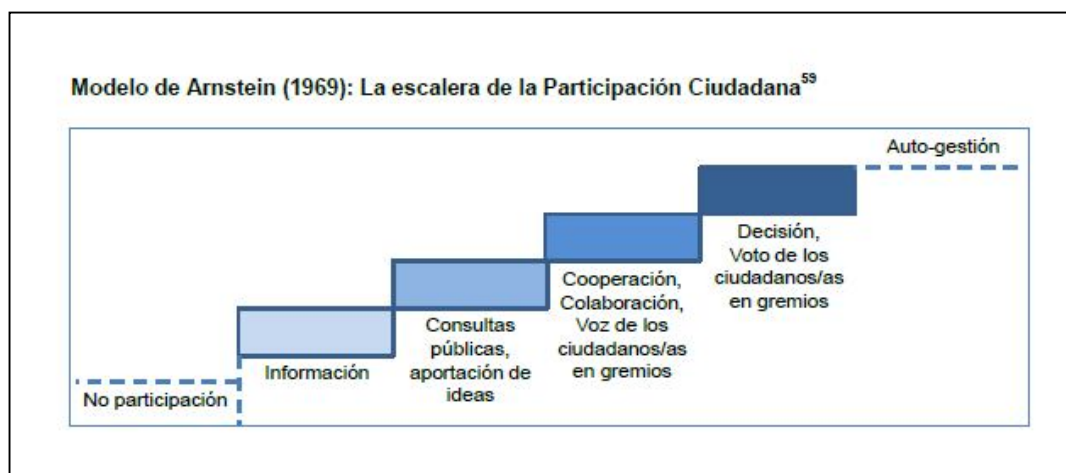 Modelo de Arnstein (1969): La escalera de la Participación Ciudadana59
Auto-gestión
Decisión,
Voto de los
ciudadanos/as
en gremios
Cooperación,
Colaboración,
Voz de los
ciudadanos/as
en gremios
Consultas
públicas,
aportación de
ideas
Información
No participación